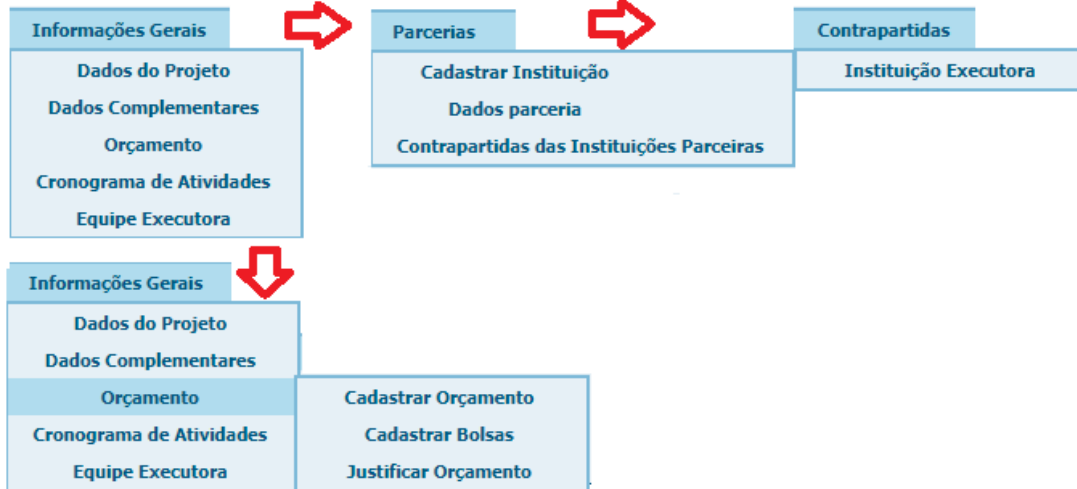 Informações Gerais
Dados do Projeto
Dados Complementares
Orçamento
Cronograma de Atividades
Equipe Executora
Parcerias
Cadastrar Instituição
Dados parceria
Contrapartidas das Instituições Parceiras
Contrapartidas
Instituição Executora
Informações Gerais
Dados do Projeto
Dados Complementares
Orçamento
Cronograma de Atividades
Equipe Executora
Cadastrar Orçamento
Cadastrar Bolsas
Justificar Orçamento